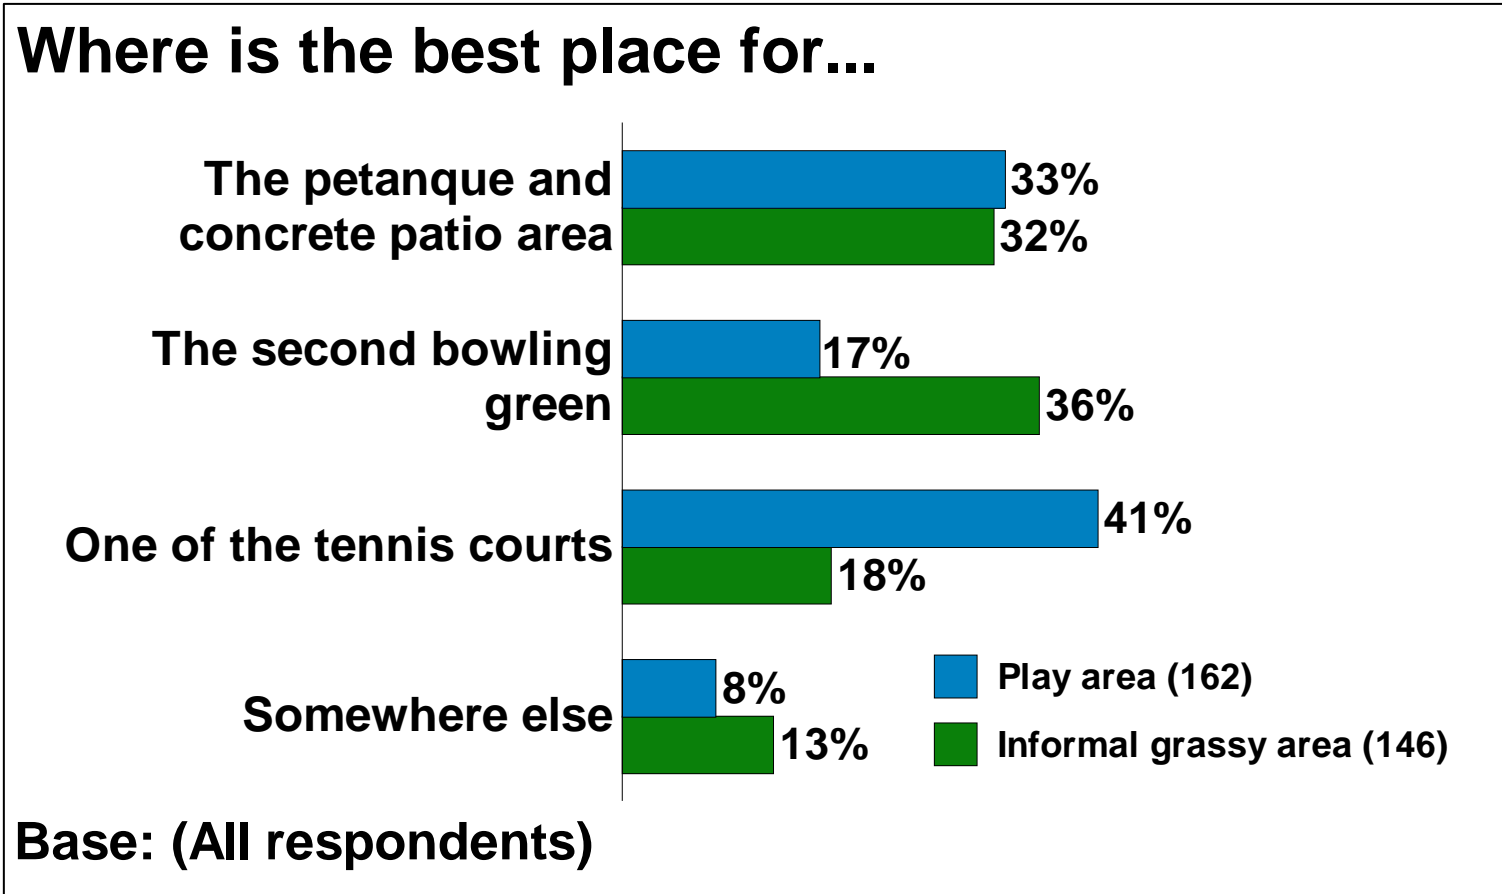 Where is the best place for...
The petanque and
concrete patio area
33%
32%
The second bowling
green
17%
36%
One of the tennis courts
41%
18%
Somewhere else
8%
13%
Play area (162)
Informal grassy area (146)
Base: (All respondents)